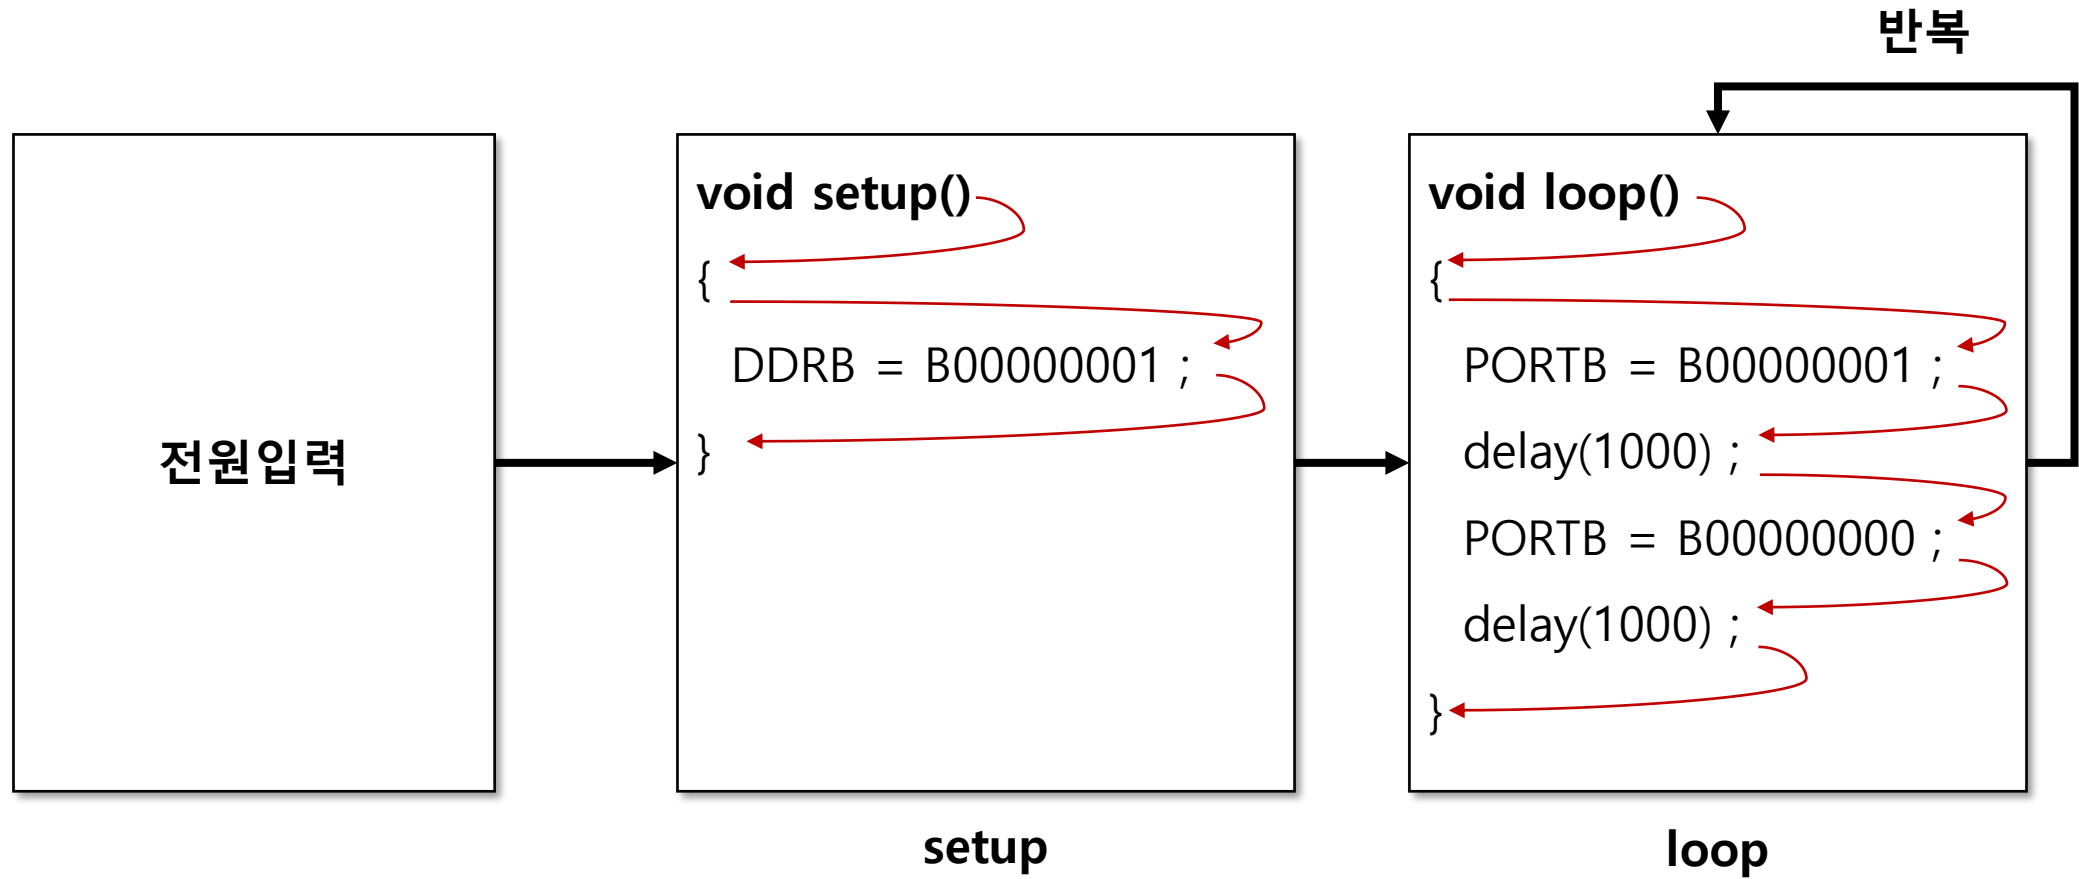 반복
전원입력
void setup()
{
DDRB = B00000001 ;
}
setup
void loop()
{
PORTB = B00000001 ;
delay(1000) ;
PORTB = B00000000 ;
delay(1000) ;
}
loop